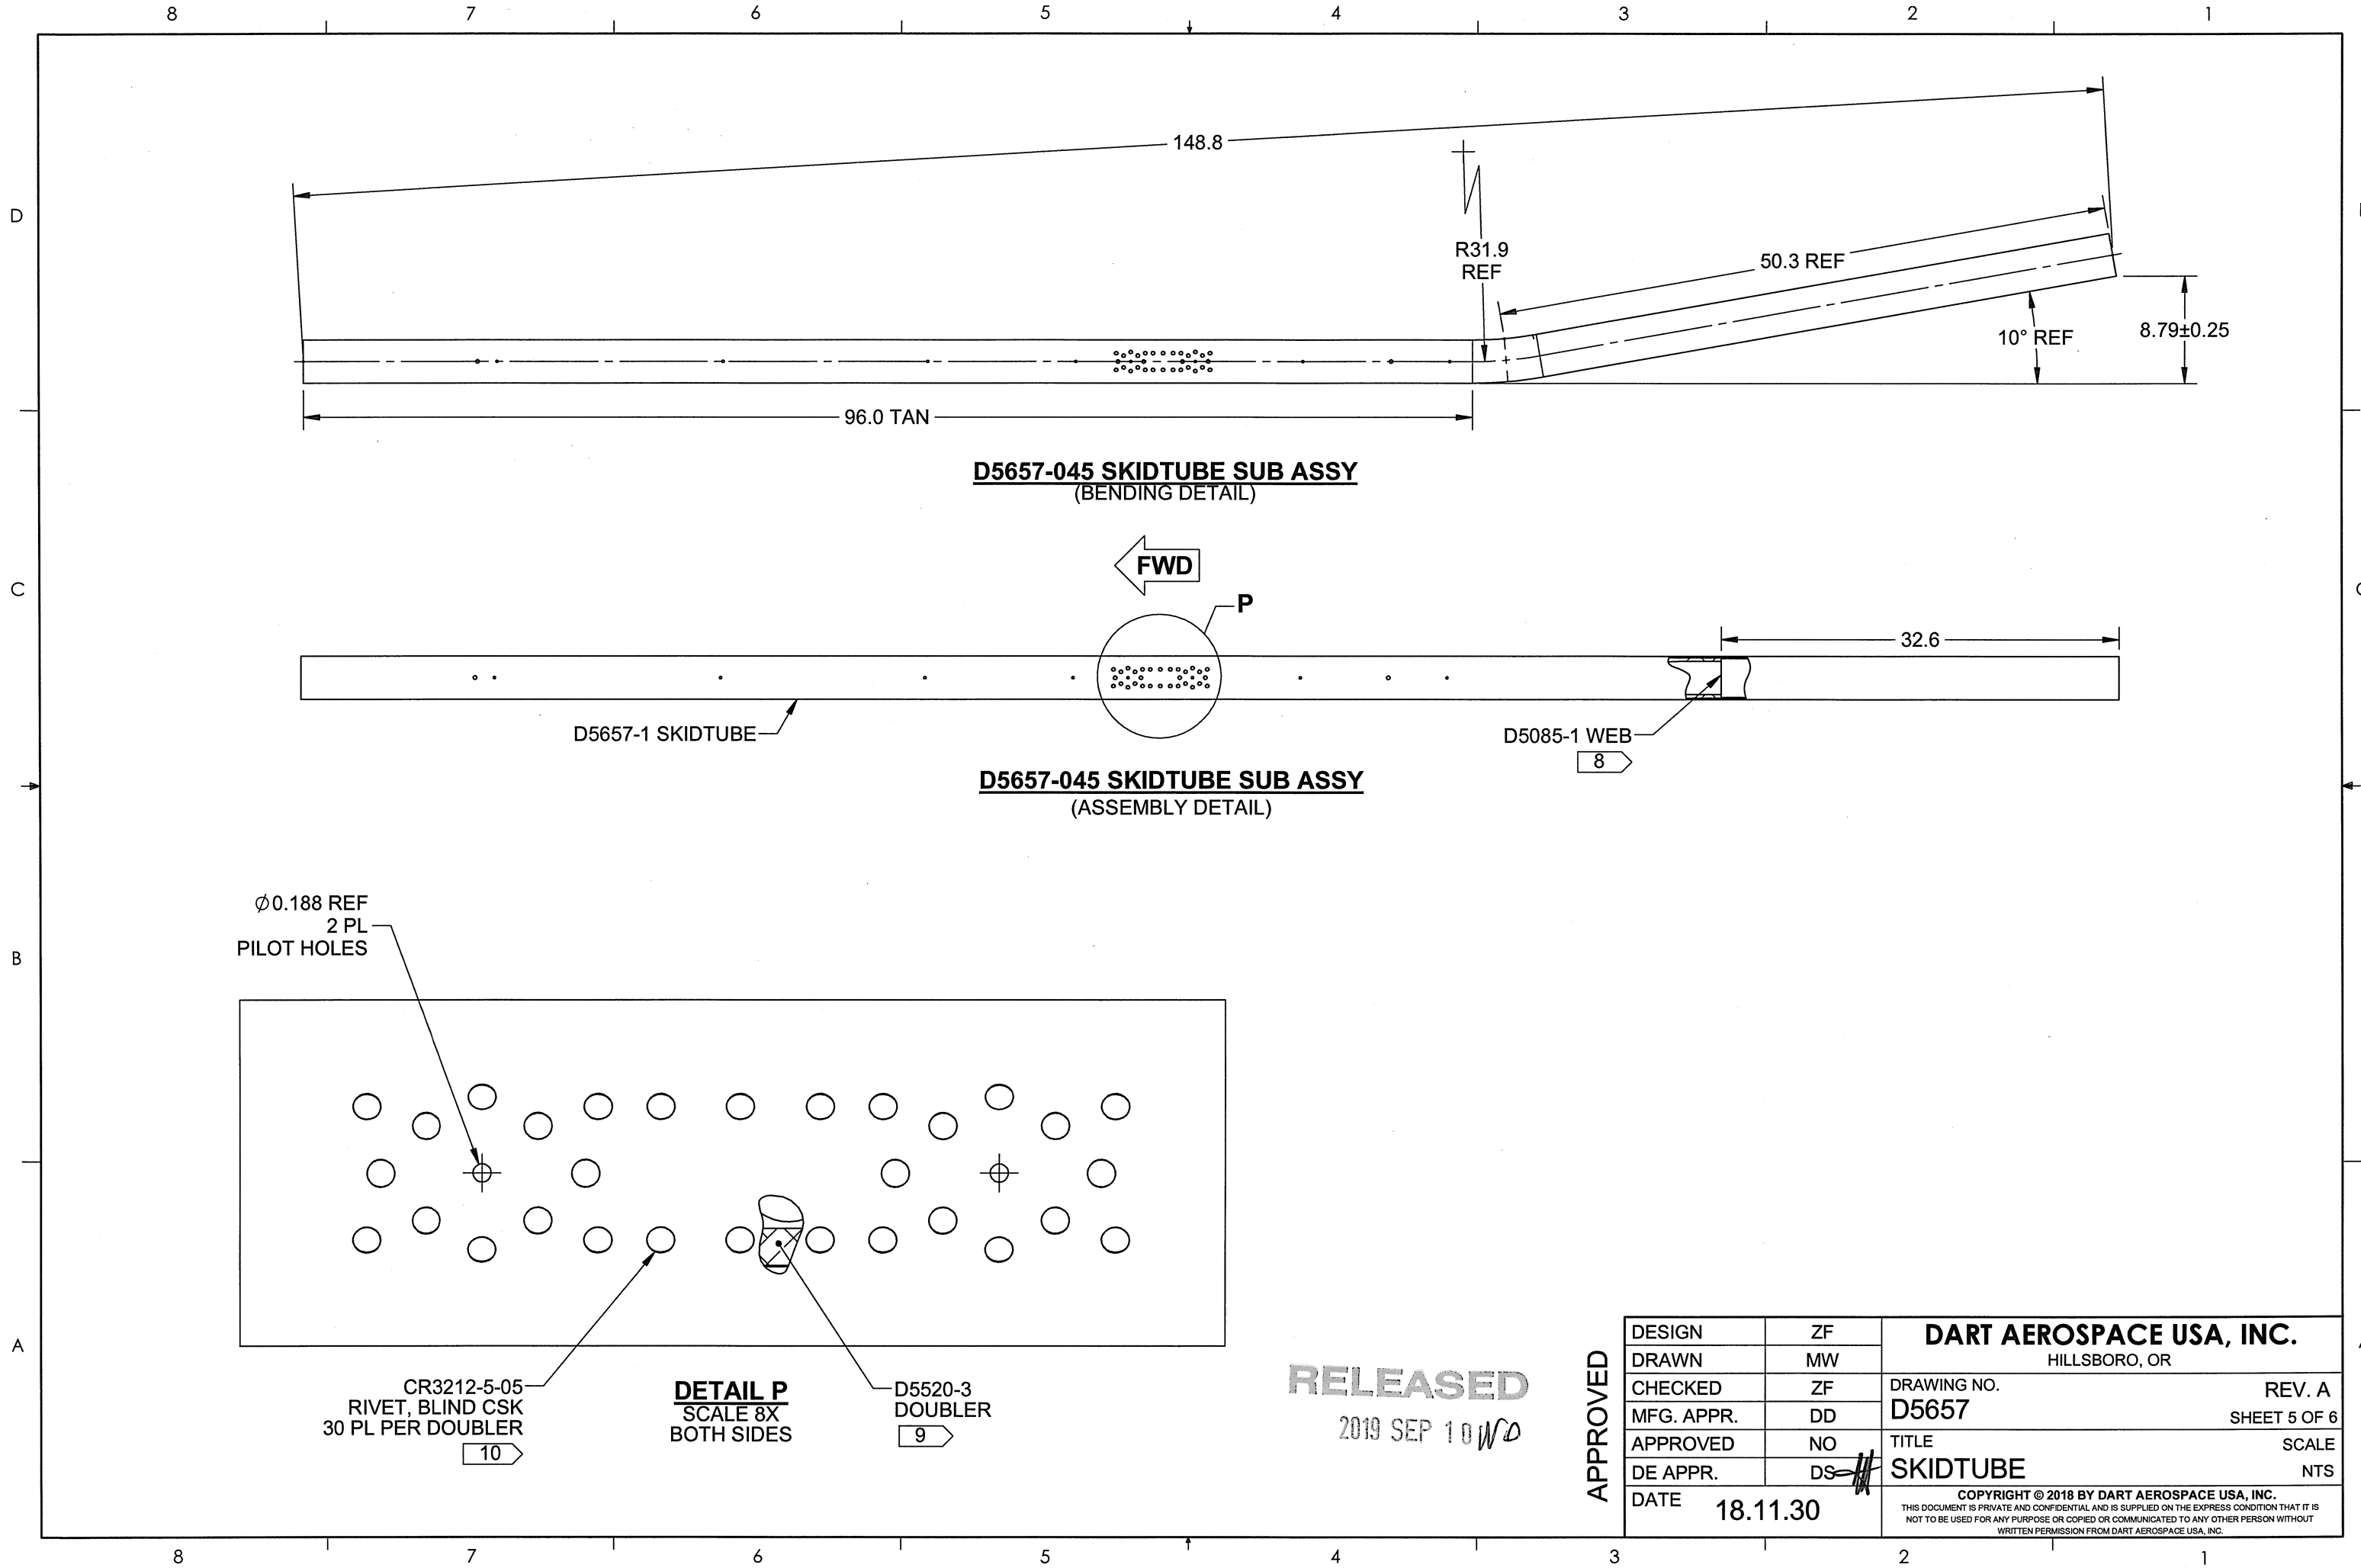 8 7 6 5 4 3 2 1
D
148.8
R31.9
REF
50.3 REF
10° REF
8.79±0.25
96.0 TAN
D5657-045 SKIDTUBE SUB ASSY
(BENDING DETAIL)
C
FWD
P
32.6
D5657-1 SKIDTUBE
D5085-1 WEB
8
D5657-045 SKIDTUBE SUB ASSY
(ASSEMBLY DETAIL)
B
∅0.188 REF
2 PL
PILOT HOLES
A
CR3212-5-05
RIVET, BLIND CSK
30 PL PER DOUBLER
10
DETAIL P
SCALE 8X
BOTH SIDES
D5520-3
DOUBLER
9
RELEASED
2019 SEP 10
APPROVED
DESIGN ZF
DRAWN MW
CHECKED ZF
MFG. APPR. DD
APPROVED NO
DE APPR. DS
DATE 18.11.30
DART AEROSPACE USA, INC.
HILLSBORO, OR
DRAWING NO. REV. A
D5657 SHEET 5 OF 6
TITLE SCALE
SKIDTUBE NTS
COPYRIGHT © 2018 BY DART AEROSPACE USA, INC.
THIS DOCUMENT IS PRIVATE AND CONFIDENTIAL AND IS SUPPLIED ON THE EXPRESS CONDITION THAT IT IS
NOT TO BE USED FOR ANY PURPOSE OR COPIED OR COMMUNICATED TO ANY OTHER PERSON WITHOUT
WRITTEN PERMISSION FROM DART AEROSPACE USA, INC.
8 7 6 5 4 3 2 1